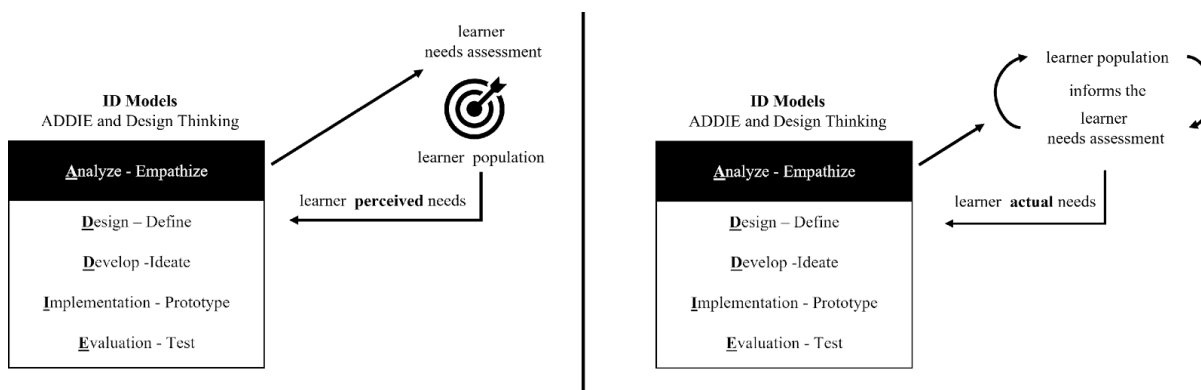 learner
needs assessment
ID Models
ADDIE and Design Thinking
learner population
Analyze - Empathize
learner perceived needs
Design – Define
Develop -Ideate
Implementation - Prototype
Evaluation - Test
learner population
informs the
learner
needs assessment
ID Models
ADDIE and Design Thinking
Analyze - Empathize
learner actual needs
Design – Define
Develop -Ideate
Implementation - Prototype
Evaluation - Test